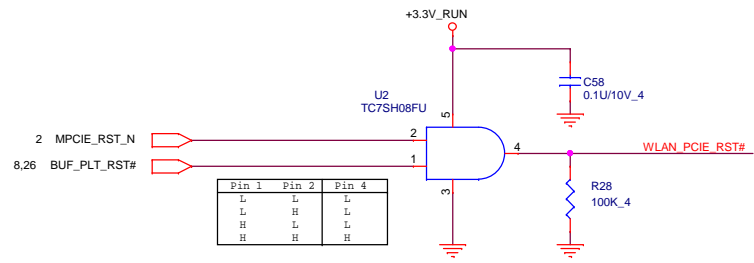 +3.3V_RUN
U2
TC7SH08FU
C58
0.1U/10V_4
5
2 MPCIE_RST_N
2
4
WLAN_PCIE_RST#
8,26 BUF_PLT_RST#
1
3
R28
100K_4
Pin 1 Pin 2 Pin 4
L L L
L H L
H L L
H H H